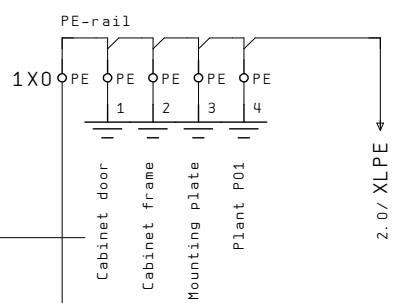 PE-rail
1X0 PE PE PE PE PE
1 2 3 4
Cabinet door
Cabinet frame
Mounting plate
Plant P01
2.0/ XLPE